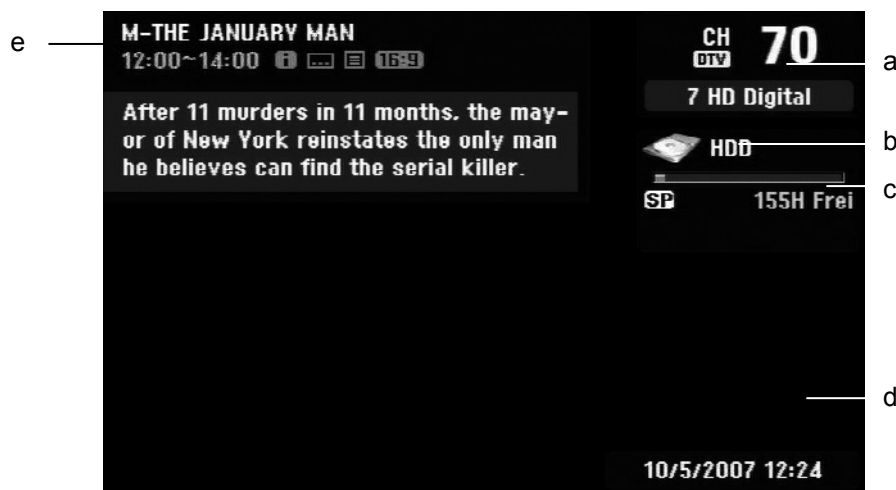 e
M-THE JANUARY MAN
12:00~14:00 i ... 16:9
After 11 murders in 11 months, the may-
or of New York reinstates the only man
he believes can find the serial killer.
CH
DTV 70
a
7 HD Digital
HDD
b
c
SP 155H Frei
d
10/5/2007 12:24